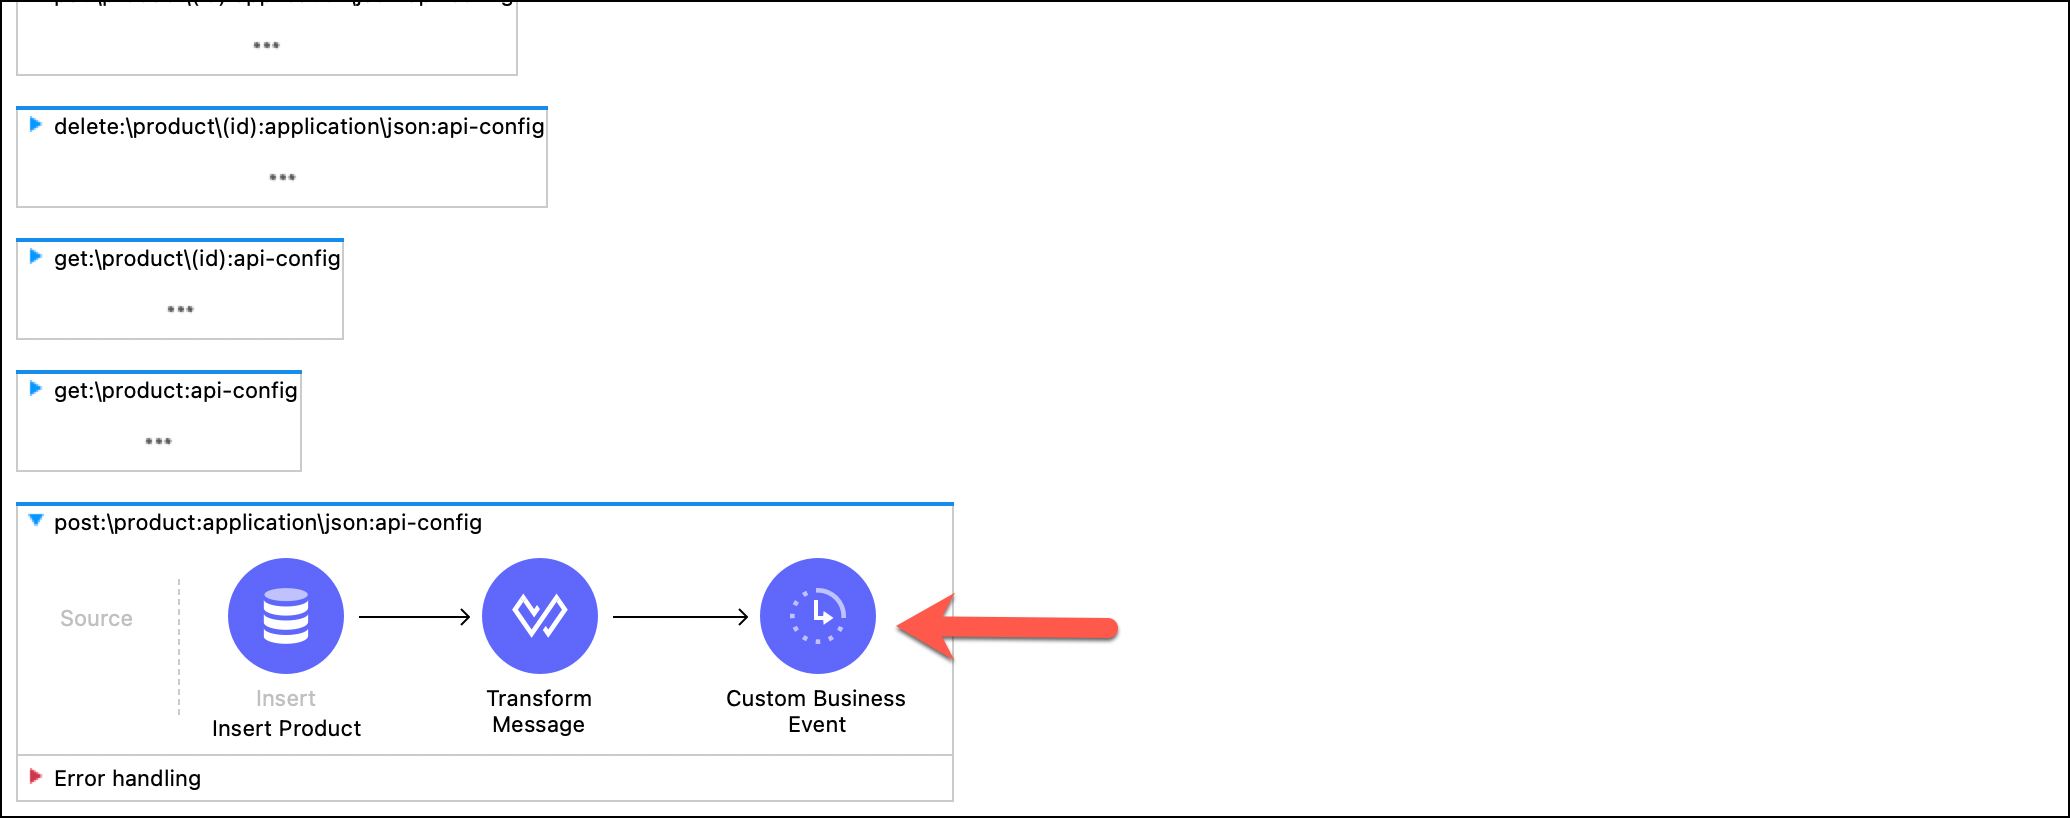 delete:\product\(id):application\json:api-config
get:\product\(id):api-config
get:\product:api-config
post:\product:application\json:api-config
Source
Insert
Insert Product
Transform
Message
Custom Business
Event
Error handling